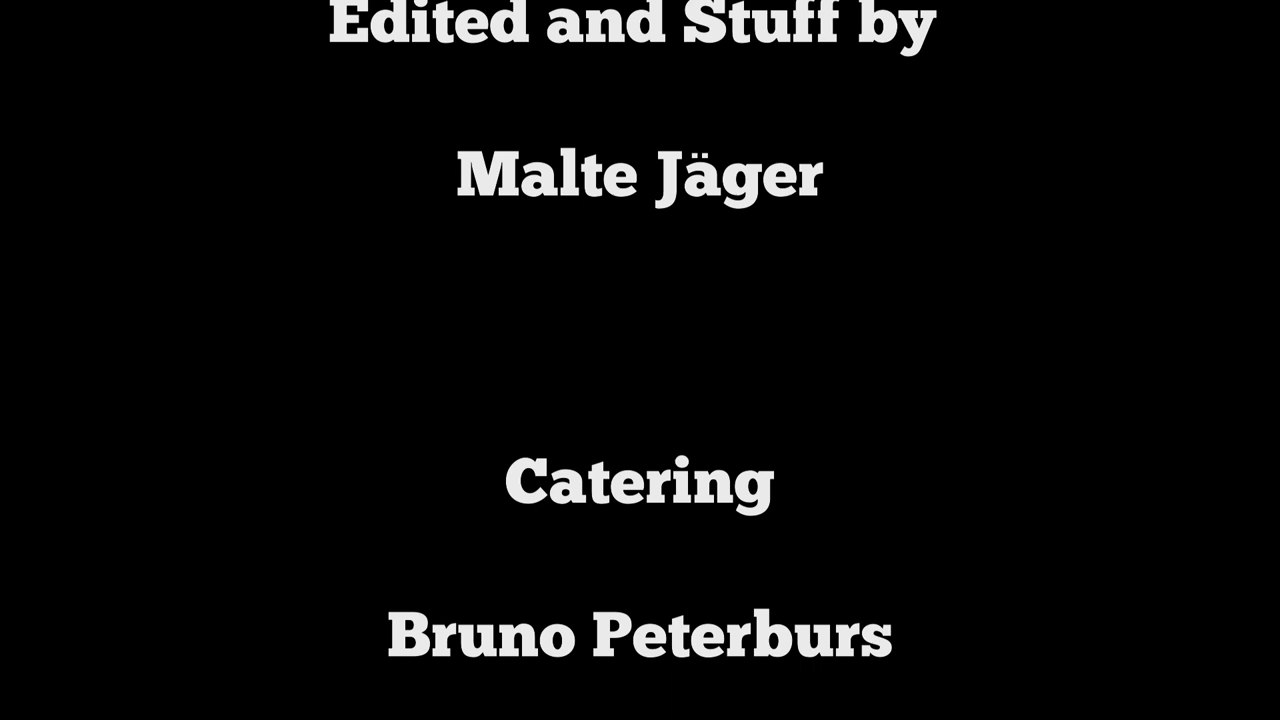 Edited and Stuff by
Malte Jäger
Catering
Bruno Peterburs